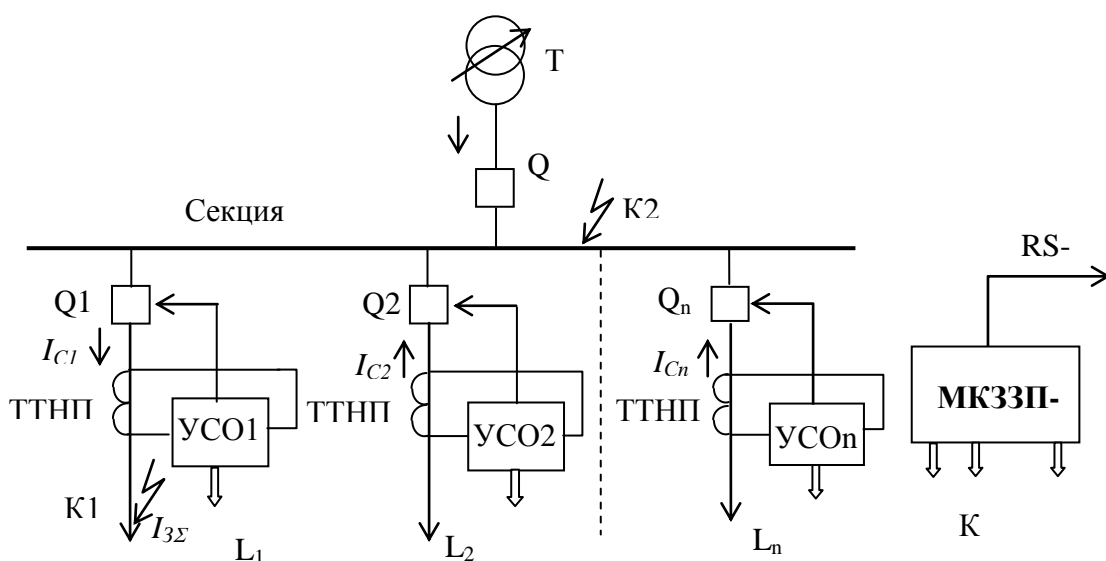 Т
Q
Секция
К2
RS-
Q1
Q2
Qn
IC1
IC2
ICn
ТТНП
ТТНП
ТТНП
МКЗЗП-
УСО1
УСО2
УСОn
К1
IЗΣ
К
L1
L2
Ln